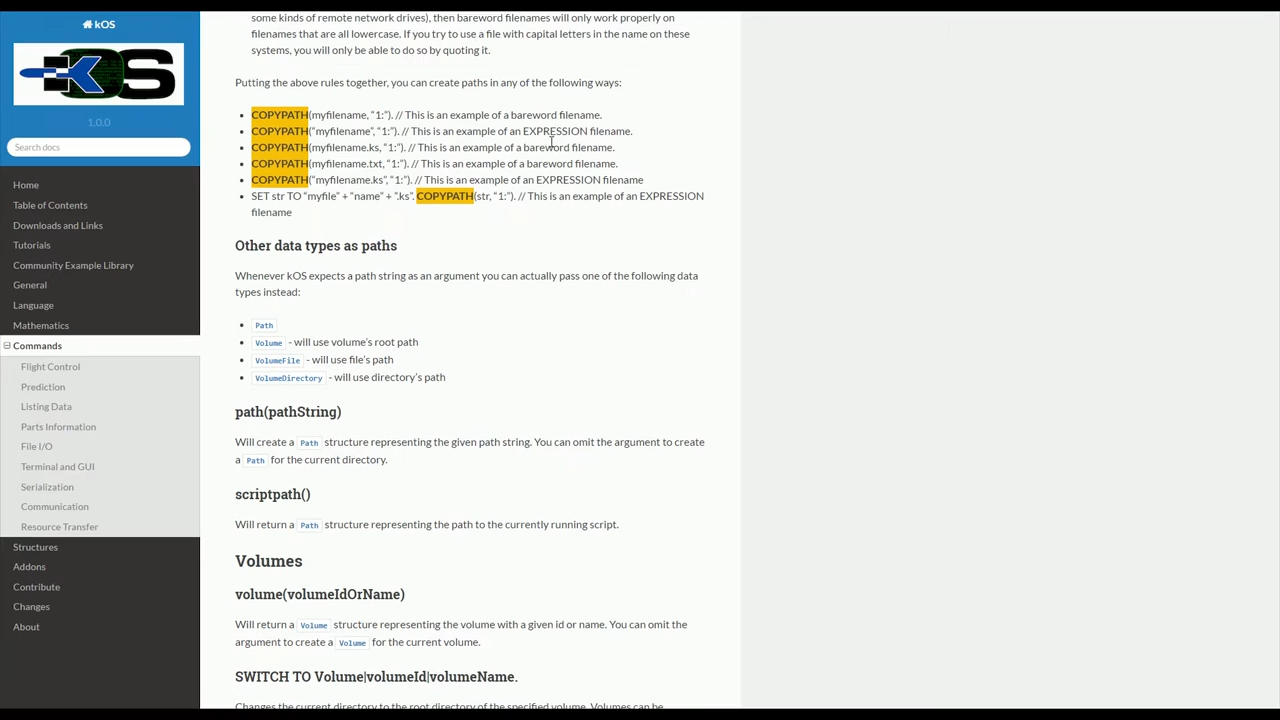 kOS
kOS
1.0.0
Search docs
Home
Table of Contents
Downloads and Links
Tutorials
Community Example Library
General
Language
Mathematics
Commands
Flight Control
Prediction
Listing Data
Parts Information
File I/O
Terminal and GUI
Serialization
Communication
Resource Transfer
Structures
Addons
Contribute
Changes
About
some kinds of remote network drives), then bareword filenames will only work properly on
filenames that are all lowercase. If you try to use a file with capital letters in the name on these
systems, you will only be able to do so by quoting it.
Putting the above rules together, you can create paths in any of the following ways:
• COPYPATH(myfilename, “1:”). // This is an example of a bareword filename.
• COPYPATH(“myfilename”, “1:”). // This is an example of an EXPRESSION filename.
• COPYPATH(myfilename.ks, “1:”). // This is an example of a bareword filename.
• COPYPATH(myfilename.txt, “1:”). // This is an example of a bareword filename.
• COPYPATH(“myfilename.ks”, “1:”). // This is an example of an EXPRESSION filename
• SET str TO “myfile” + “name” + “.ks”. COPYPATH(str, “1:”). // This is an example of an EXPRESSION
filename
Other data types as paths
Whenever kOS expects a path string as an argument you can actually pass one of the following data
types instead:
• Path
• Volume - will use volume’s root path
• VolumeFile - will use file’s path
• VolumeDirectory - will use directory’s path
path(pathString)
Will create a Path structure representing the given path string. You can omit the argument to create
a Path for the current directory.
scriptpath()
Will return a Path structure representing the path to the currently running script.
Volumes
volume(volumeIdOrName)
Will return a Volume structure representing the volume with a given id or name. You can omit the
argument to create a Volume for the current volume.
SWITCH TO Volume|volumeId|volumeName.
Changes the current directory to the root directory of the specified volume. Volumes can be